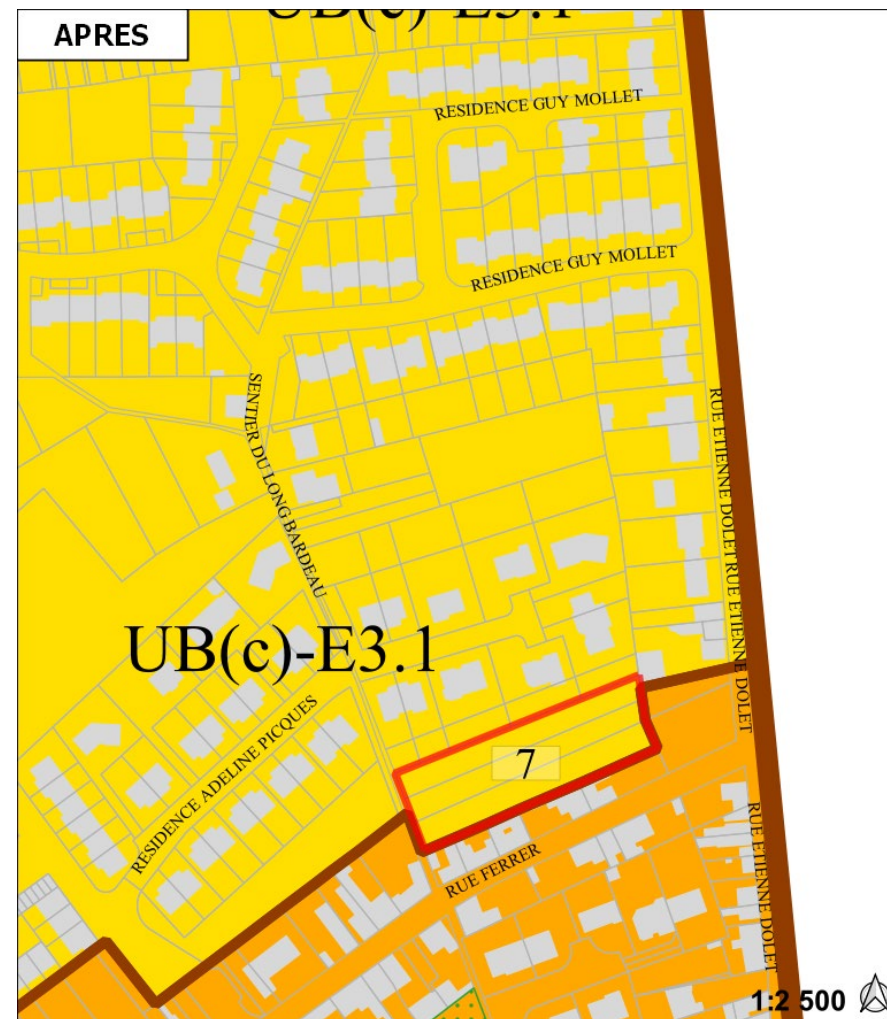 UB(c)-E3.1
APRES
RESIDENCE GUY MOLLET
RESIDENCE GUY MOLLET
SENTIER DU LONG BARDEAU
RUE ETIENNE DOLET
RUE ETIENNE DOLET
UB(c)-E3.1
RESIDENCE ADELINE PICQUES
7
RUE FERRER
RUE ETIENNE DOLET
1:2 500